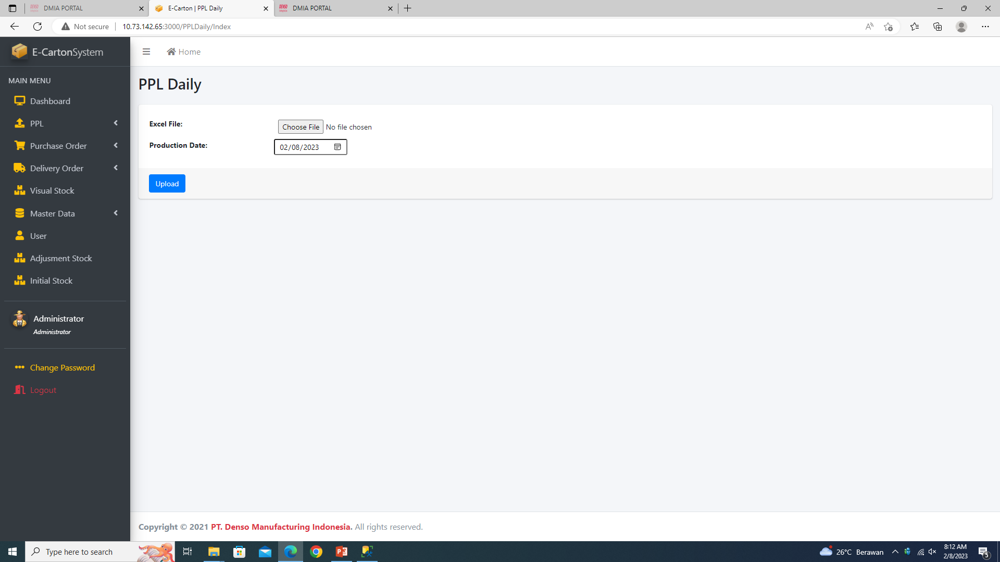 DMIA PORTAL
E-Carton | PPL Daily
DMIA PORTAL
Not secure
10.73.142.65:3000/PPLDaily/Index
E-CartonSystem
Home
MAIN MENU
Dashboard
PPL
Purchase Order
Delivery Order
Visual Stock
Master Data
User
Adjusment Stock
Initial Stock
Administrator
Administrator
Change Password
Logout
PPL Daily
Excel File:
Choose File No file chosen
Production Date:
02/08/2023
Upload
Copyright © 2021 PT. Denso Manufacturing Indonesia. All rights reserved.
Type here to search
26°C Berawan
8:12 AM
2/8/2023
5